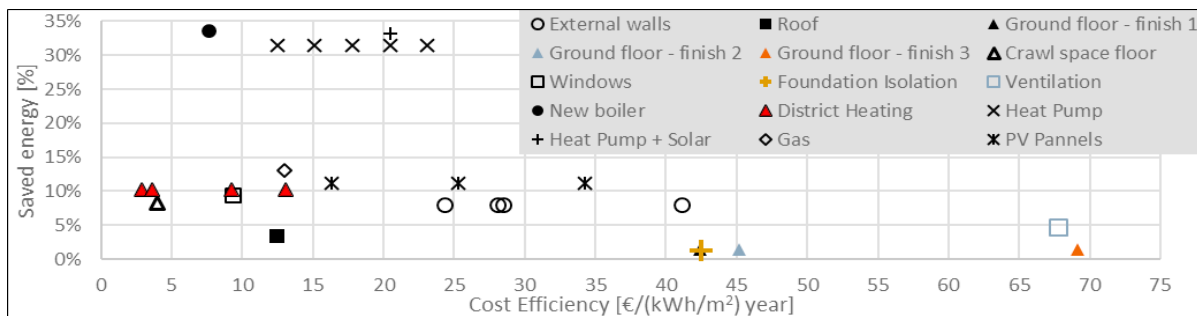 35%
30%
25%
20%
15%
10%
5%
0%
Saved energy [%]
External walls Roof Ground floor - finish 1
Ground floor - finish 2 Ground floor - finish 3 Crawl space floor
Windows Foundation Isolation Ventilation
New boiler District Heating Heat Pump
Heat Pump + Solar Gas PV Pannels
0 5 10 15 20 25 30 35 40 45 50 55 60 65 70 75
Cost Efficiency [€/(kWh/m²) year]